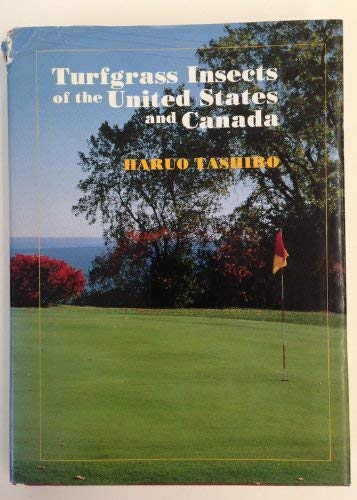 Turfgrass Insects
of the United States
and Canada
HARUO TASHIRO